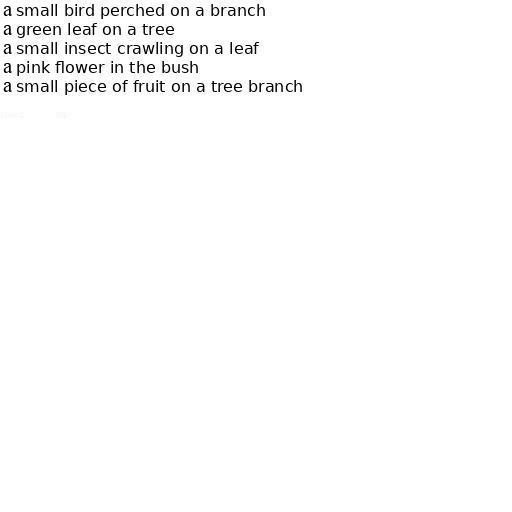 a small bird perched on a branch
a green leaf on a tree
a small insect crawling on a leaf
a pink flower in the bush
a small piece of fruit on a tree branch